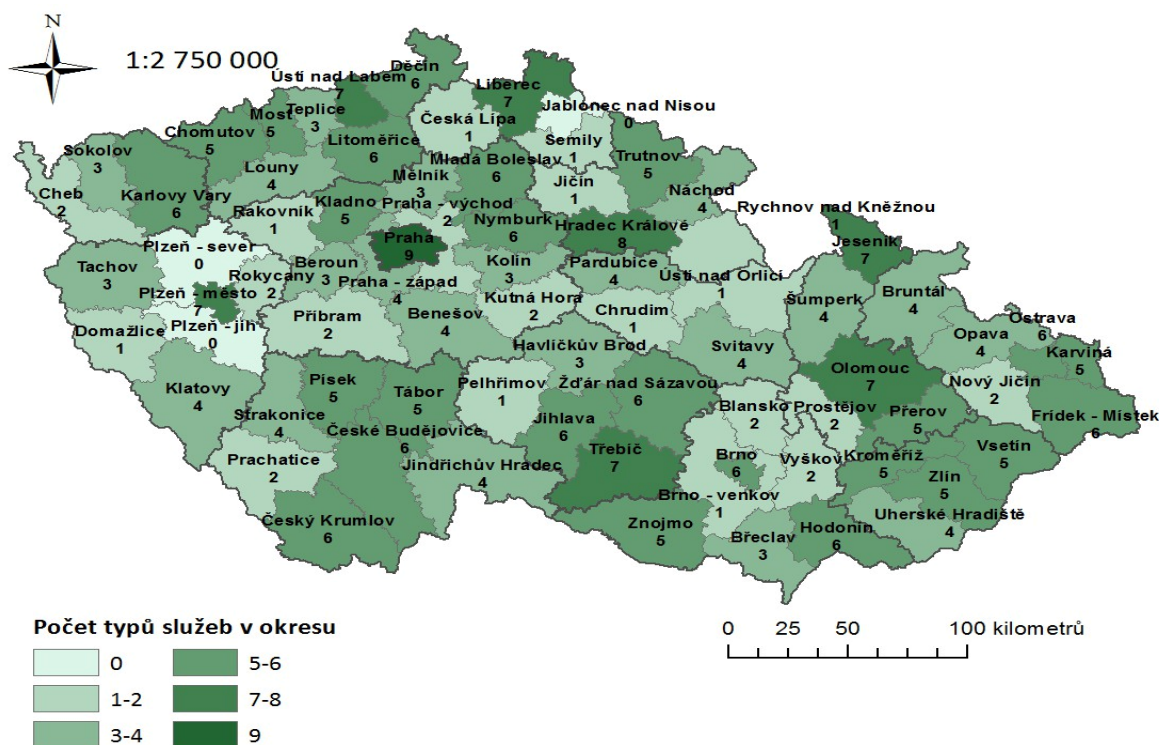 N
1:2 750 000
Děčín
6
Ústí nad Labem
7
Liberec
7
Jablonec nad Nisou
0
Teplice
3
Most
5
Česká Lípa
1
Chomutov
5
Semily
1
Litoměřice
6
Sokolov
3
Mladá Boleslav
6
Trutnov
5
Louny
4
Mělník
3
Jičín
1
Náchod
4
Cheb
2
Karlovy Vary
6
Kladno
5
Praha - východ
2
Rakovník
1
Nymburk
6
Hradec Králové
8
Rychnov nad Kněžnou
1
Praha
9
Jeseník
7
Plzeň - sever
0
Tachov
3
Rokycany
2
Beroun
3
Kolín
3
Pardubice
4
Praha - západ
4
Ústí nad Orlicí
1
Plzeň - město
7
Kutná Hora
2
Šumperk
4
Bruntál
4
Příbram
2
Benešov
4
Chrudim
1
Ostrava
6
Domažlice
1
Plzeň - jih
0
Opava
4
Havlíčkův Brod
3
Svitavy
4
Karviná
5
Olomouc
7
Klatovy
4
Písek
5
Tábor
5
Pelhřimov
1
Žďár nad Sázavou
6
Nový Jičín
2
Strakonice
4
Blansko
2
Prostějov
2
Přerov
5
Frídek - Místek
6
České Budějovice
6
Jihlava
6
Vsetín
5
Prachatice
2
Třebíč
7
Brno
6
Vyškov
2
Kroměříž
5
Jindřichův Hradec
4
Zlín
5
Brno - venkov
1
Český Krumlov
6
Znojmo
5
Uherské Hradiště
4
Břeclav
3
Hodonín
6
Počet typů služeb v okresu
0
5-6
1-2
7-8
3-4
9
0 25 50 100 kilometrů